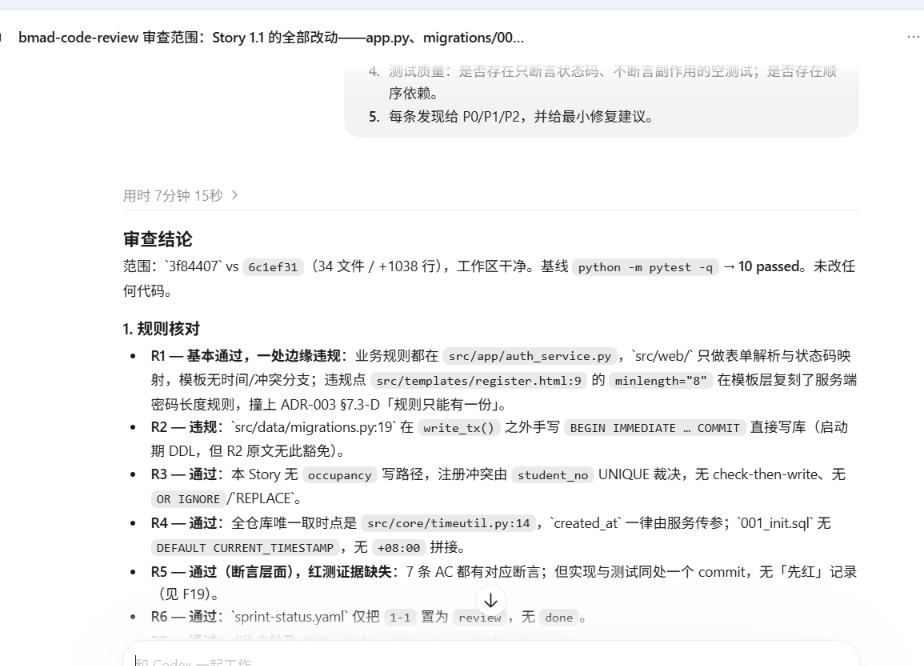 bmad-code-review 审查范围：Story 1.1 的全部改动——app.py、migrations/00...
4. 测试质量：是否存在只断言状态码、不断言副作用的空测试；是否存在顺
序依赖。
5. 每条发现给 P0/P1/P2，并给最小修复建议。
用时 7分钟 15秒
审查结论
范围：`3f84407` vs 6c1ef31（34 文件 / +1038 行），工作区干净。基线 python -m pytest -q → 10 passed。未改任
何代码。
1. 规则核对
• R1 — 基本通过，一处边缘违规：业务规则都在 src/app/auth_service.py，`src/web/` 只做表单解析与状态码映
射，模板无时间/冲突分支；违规点 src/templates/register.html:9 的 minlength="8" 在模板层复刻了服务端
密码长度规则，撞上 ADR-003 §7.3-D「规则只能有一份」。
• R2 — 违规：`src/data/migrations.py:19` 在 write_tx() 之外手写 BEGIN IMMEDIATE … COMMIT 直接写库（启动
期 DDL，但 R2 原文无此豁免）。
• R3 — 通过：本 Story 无 occupancy 写路径，注册冲突由 student_no UNIQUE 裁决，无 check-then-write、无
OR IGNORE /`REPLACE`。
• R4 — 通过：全仓库唯一取时点是 src/core/timeutil.py:14，`created_at` 一律由服务传参；`001_init.sql` 无
DEFAULT CURRENT_TIMESTAMP，无 +08:00 拼接。
• R5 — 通过（断言层面），红测证据缺失：7 条 AC 都有对应断言；但实现与测试同处一个 commit，无「先红」记录
（见 F19）。
• R6 — 通过：`sprint-status.yaml` 仅把 1-1 置为 review，无 done。